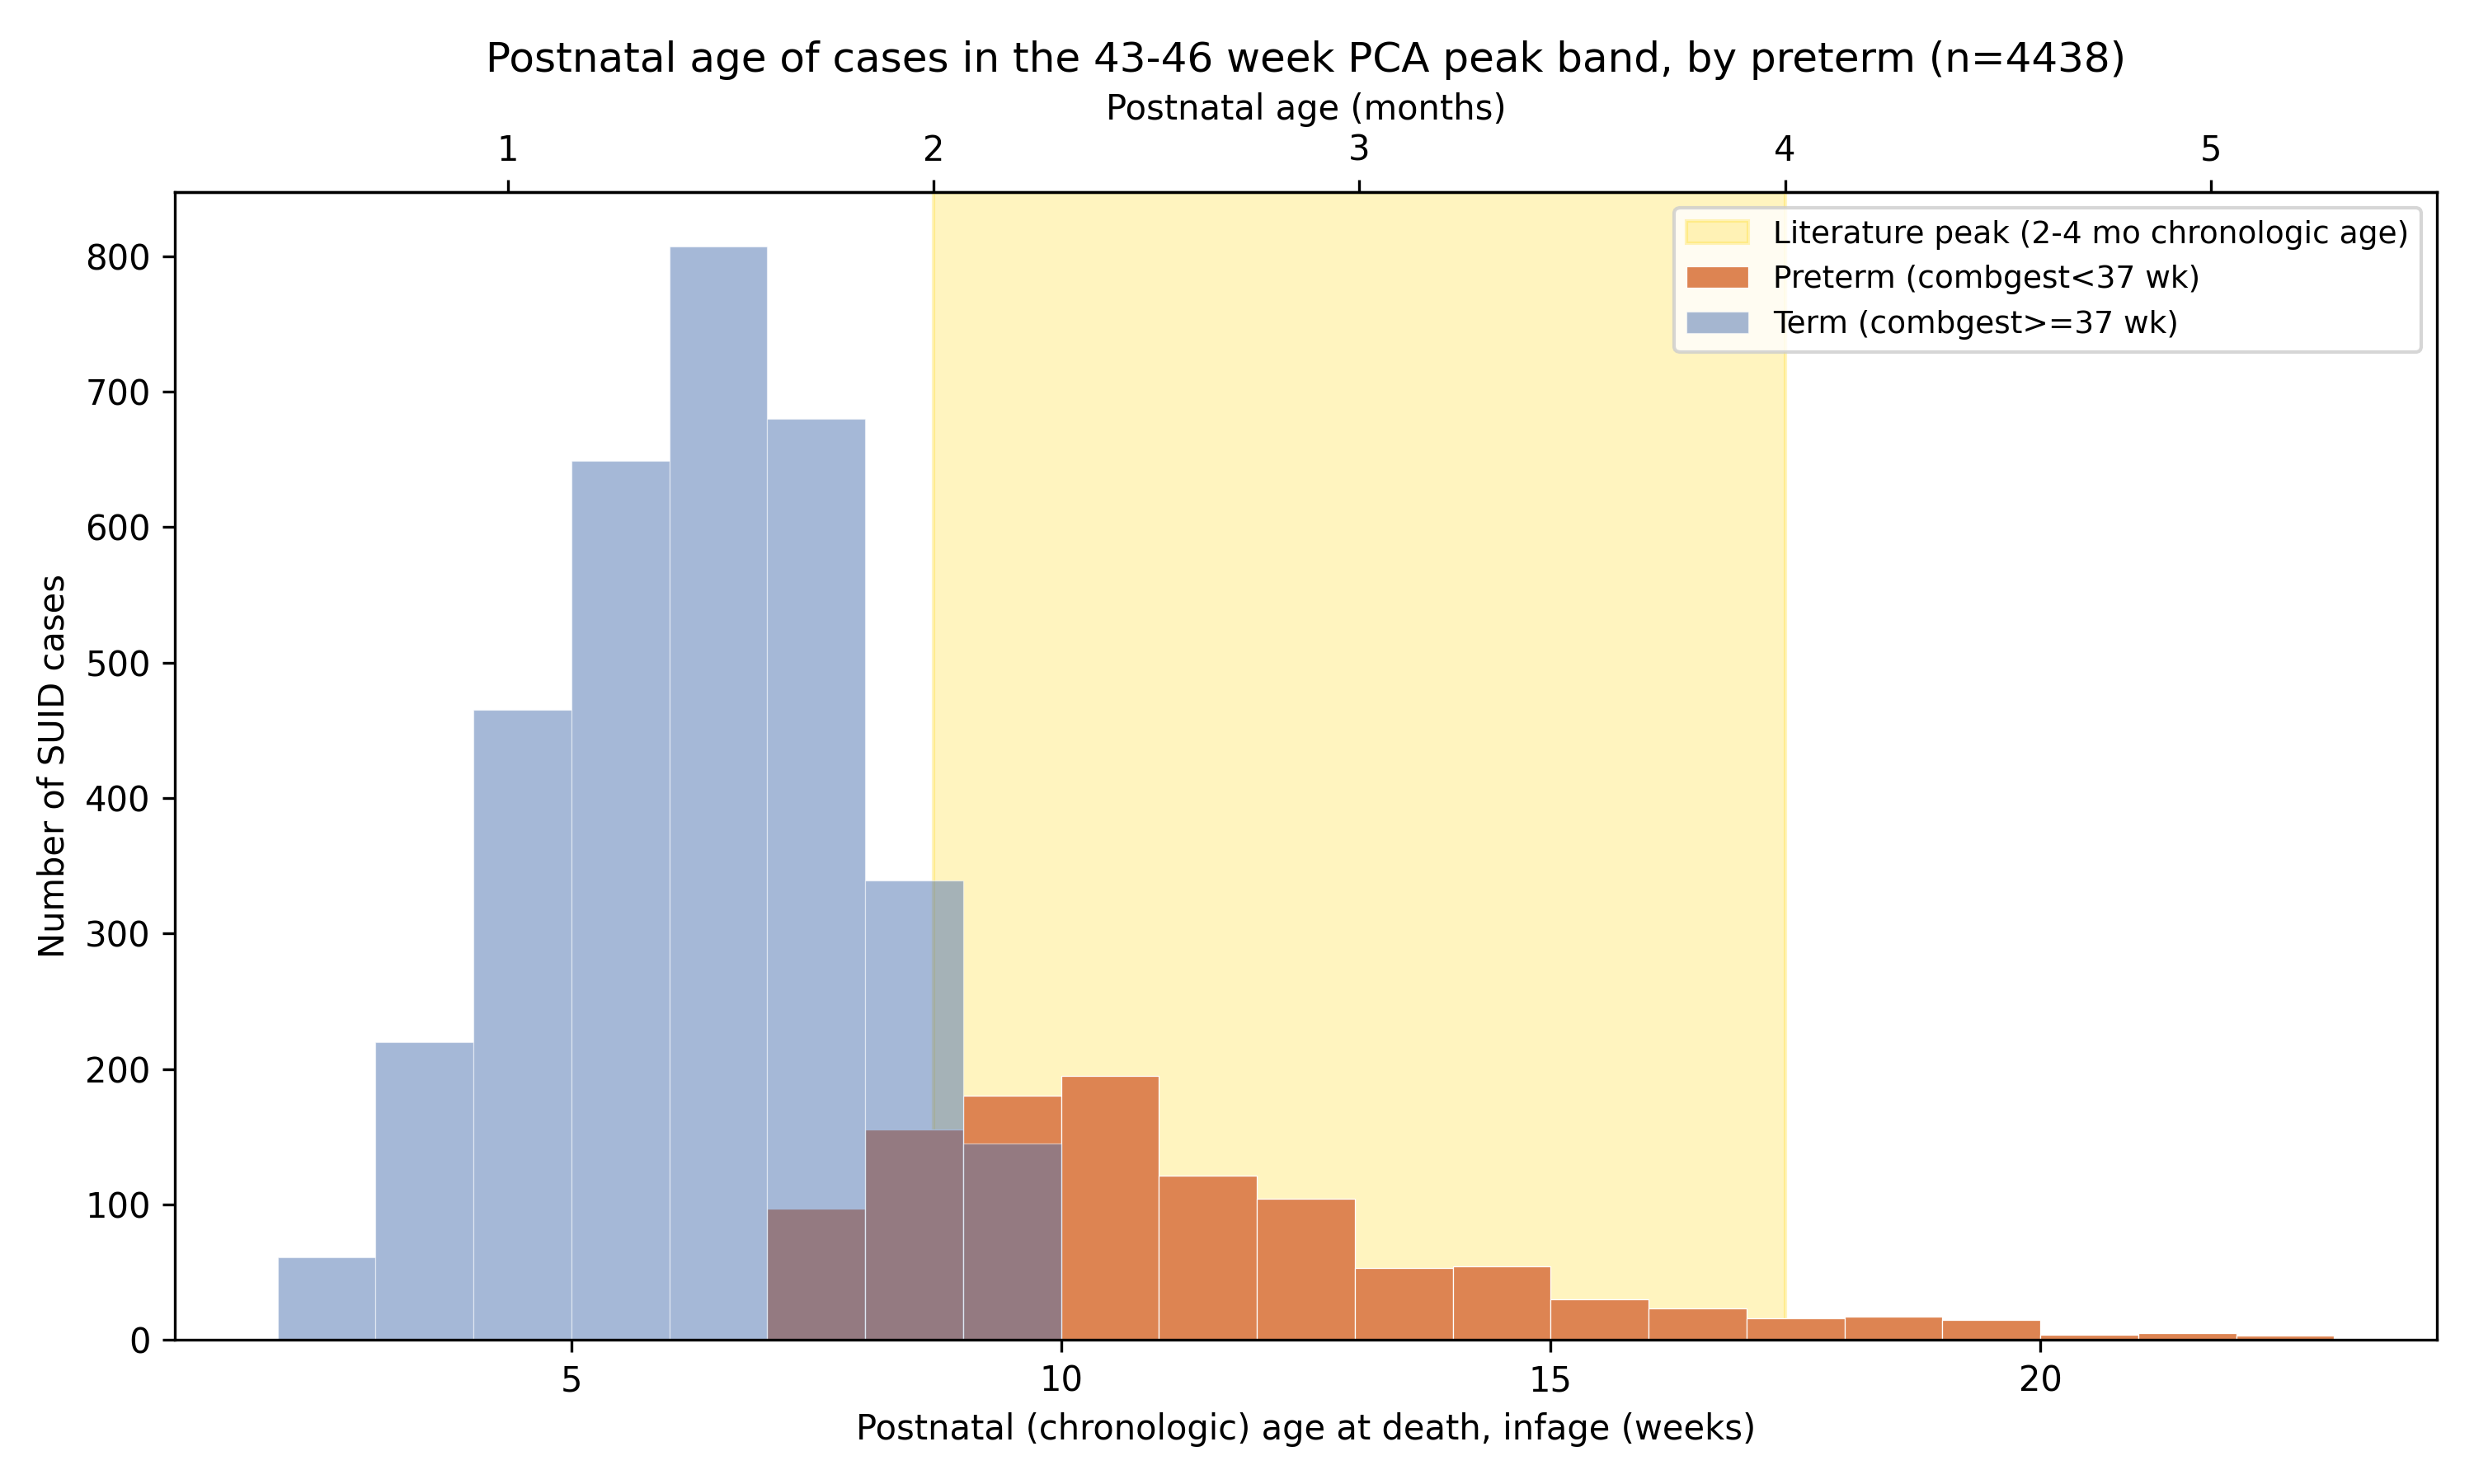 Postnatal age of cases in the 43-46 week PCA peak band, by preterm (n=4438)
Postnatal age (months)
1 2 3 4 5
Literature peak (2-4 mo chronologic age)
Preterm (combgest<37 wk)
Term (combgest>=37 wk)
Number of SUID cases
800
700
600
500
400
300
200
100
0
5 10 15 20
Postnatal (chronologic) age at death, infage (weeks)